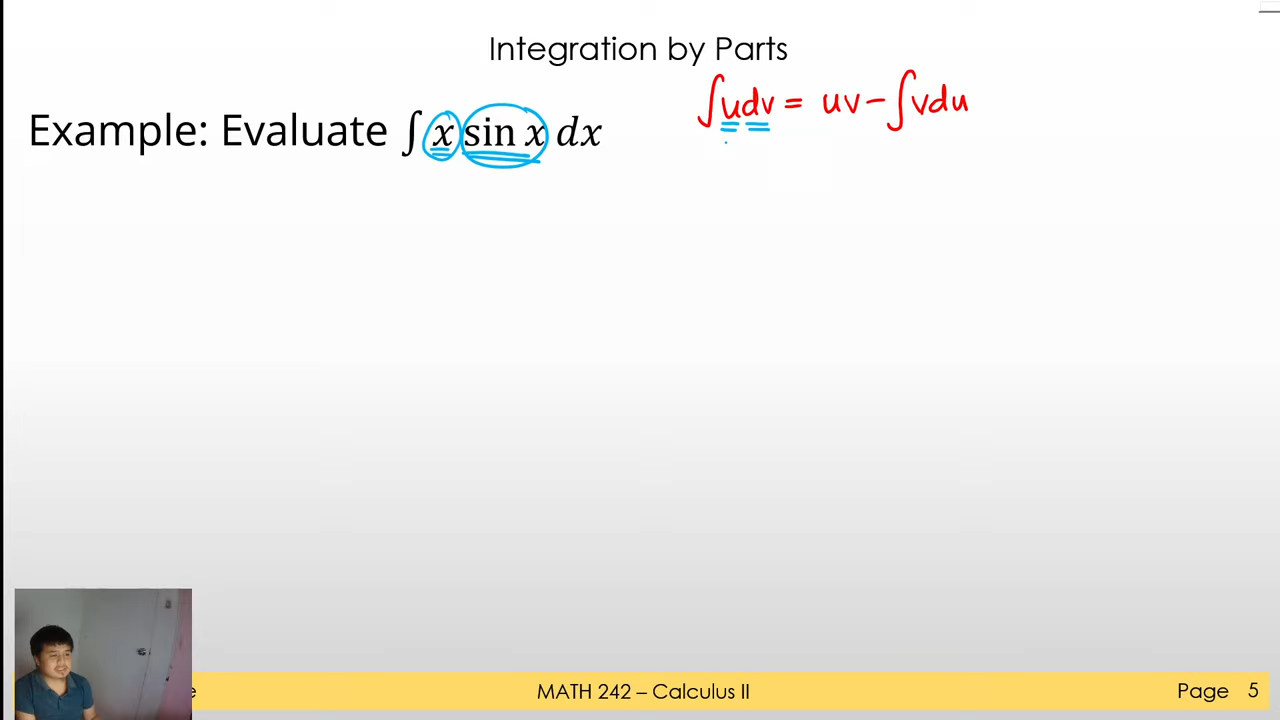 Integration by Parts
∫udv = uv − ∫vdu
Example: Evaluate ∫ x sin x dx
MATH 242 – Calculus II
Page 5